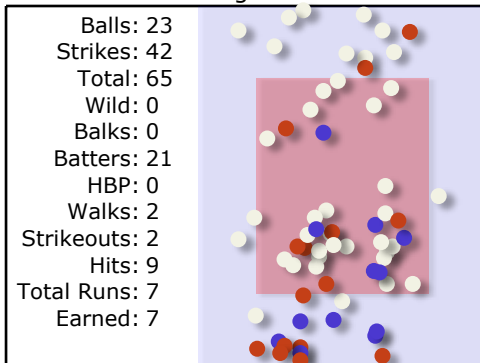 Balls: 23
Strikes: 42
Total: 65
Wild: 0
Balks: 0
Batters: 21
HBP: 0
Walks: 2
Strikeouts: 2
Hits: 9
Total Runs: 7
Earned: 7